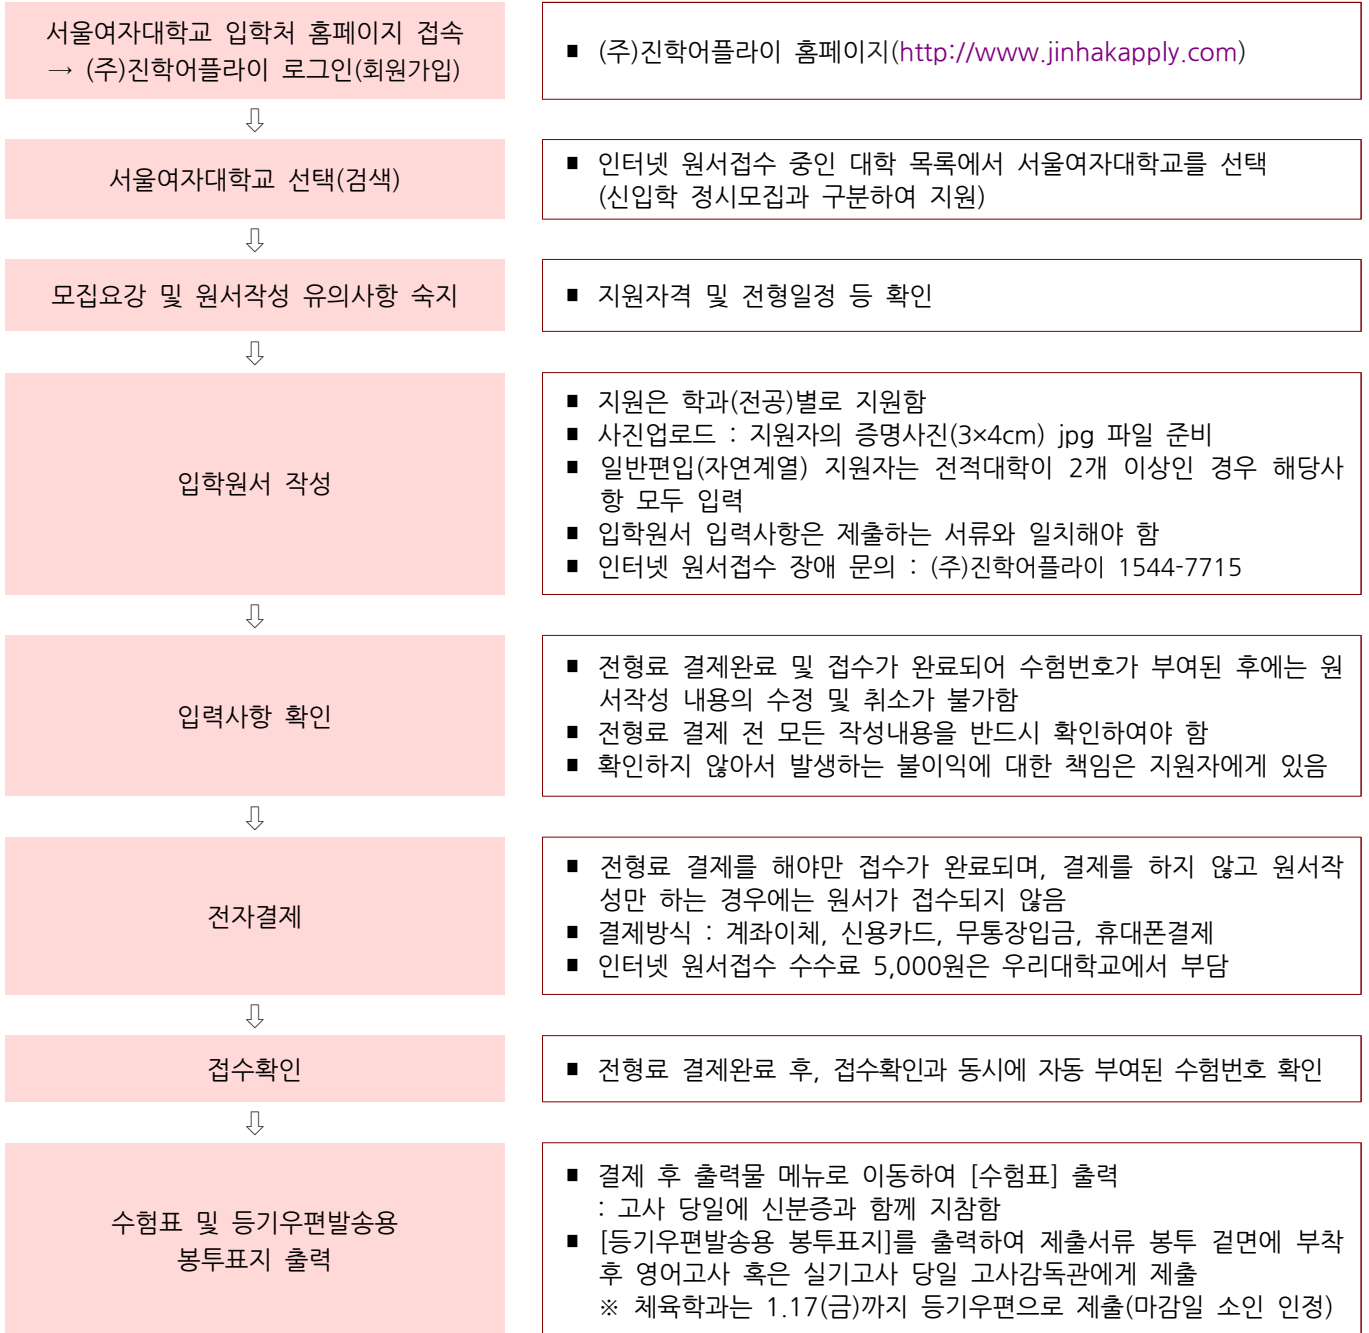 서울여자대학교 입학처 홈페이지 접속
→ (주)진학어플라이 로그인(회원가입)
■ (주)진학어플라이 홈페이지(http://www.jinhakapply.com)
⇩
서울여자대학교 선택(검색)
■ 인터넷 원서접수 중인 대학 목록에서 서울여자대학교를 선택
(신입학 정시모집과 구분하여 지원)
⇩
모집요강 및 원서작성 유의사항 숙지
■ 지원자격 및 전형일정 등 확인
⇩
입학원서 작성
■ 지원은 학과(전공)별로 지원함
■ 사진업로드 : 지원자의 증명사진(3×4cm) jpg 파일 준비
■ 일반편입(자연계열) 지원자는 전적대학이 2개 이상인 경우 해당사
항 모두 입력
■ 입학원서 입력사항은 제출하는 서류와 일치해야 함
■ 인터넷 원서접수 장애 문의 : (주)진학어플라이 1544-7715
⇩
입력사항 확인
■ 전형료 결제완료 및 접수가 완료되어 수험번호가 부여된 후에는 원
서작성 내용의 수정 및 취소가 불가함
■ 전형료 결제 전 모든 작성내용을 반드시 확인하여야 함
■ 확인하지 않아서 발생하는 불이익에 대한 책임은 지원자에게 있음
⇩
전자결제
■ 전형료 결제를 해야만 접수가 완료되며, 결제를 하지 않고 원서작
성만 하는 경우에는 원서가 접수되지 않음
■ 결제방식 : 계좌이체, 신용카드, 무통장입금, 휴대폰결제
■ 인터넷 원서접수 수수료 5,000원은 우리대학교에서 부담
⇩
접수확인
■ 전형료 결제완료 후, 접수확인과 동시에 자동 부여된 수험번호 확인
⇩
수험표 및 등기우편발송용
봉투표지 출력
■ 결제 후 출력물 메뉴로 이동하여 [수험표] 출력
: 고사 당일에 신분증과 함께 지참함
■ [등기우편발송용 봉투표지]를 출력하여 제출서류 봉투 겉면에 부착
후 영어고사 혹은 실기고사 당일 고사감독관에게 제출
※ 체육학과는 1.17(금)까지 등기우편으로 제출(마감일 소인 인정)